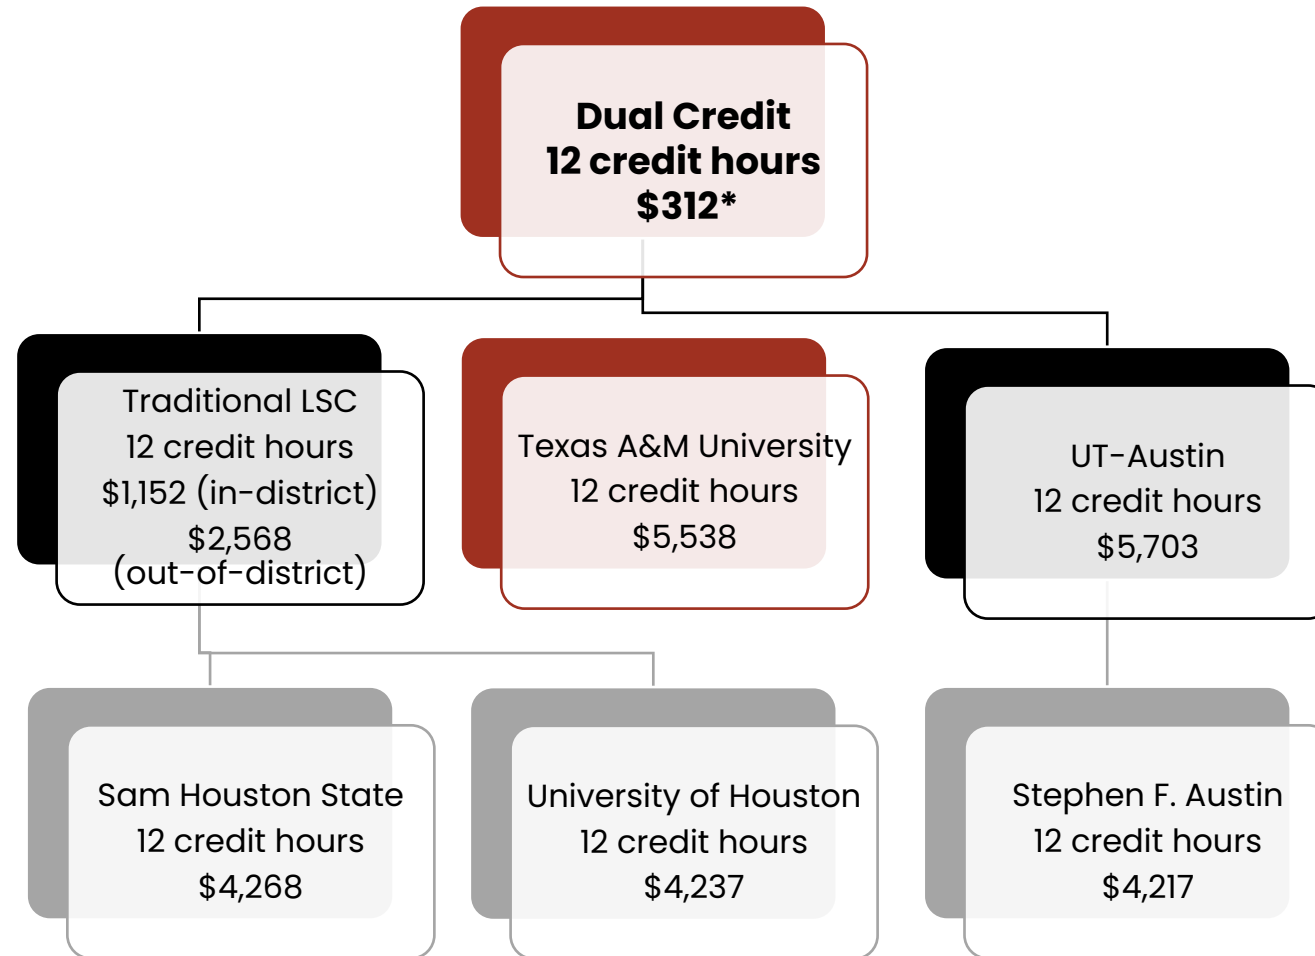 Dual Credit
12 credit hours
$312*
Traditional LSC
12 credit hours
$1,152 (in-district)
$2,568
(out-of-district)
Texas A&M University
12 credit hours
$5,538
UT-Austin
12 credit hours
$5,703
Sam Houston State
12 credit hours
$4,268
University of Houston
12 credit hours
$4,237
Stephen F. Austin
12 credit hours
$4,217